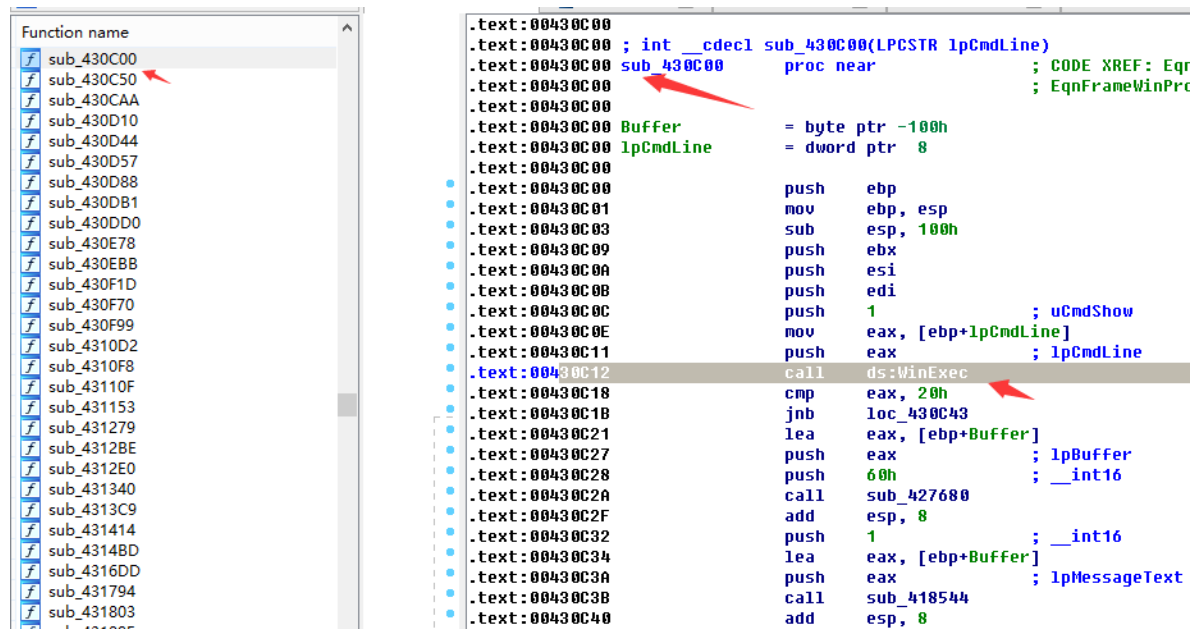 Function name
f sub_430C00
f sub_430C50
f sub_430CAA
f sub_430D10
f sub_430D44
f sub_430D57
f sub_430D88
f sub_430DB1
f sub_430DD0
f sub_430E78
f sub_430EBB
f sub_430F1D
f sub_430F70
f sub_430F99
f sub_4310D2
f sub_4310F8
f sub_43110F
f sub_431153
f sub_431279
f sub_4312BE
f sub_4312E0
f sub_431340
f sub_4313C9
f sub_431414
f sub_4314BD
f sub_4316DD
f sub_431794
f sub_431803
.text:00430C00
.text:00430C00 ; int __cdecl sub_430C00(LPCSTR lpCmdLine)
.text:00430C00 sub_430C00 proc near ; CODE XREF: Eqn
.text:00430C00 ; EqnFrameWinProc
.text:00430C00
.text:00430C00 Buffer = byte ptr -100h
.text:00430C00 lpCmdLine = dword ptr 8
.text:00430C00
.text:00430C00 push ebp
.text:00430C01 mov ebp, esp
.text:00430C03 sub esp, 100h
.text:00430C09 push ebx
.text:00430C0A push esi
.text:00430C0B push edi
.text:00430C0C push 1 ; uCmdShow
.text:00430C0E mov eax, [ebp+lpCmdLine]
.text:00430C11 push eax ; lpCmdLine
.text:00430C12 call ds:WinExec
.text:00430C18 cmp eax, 20h
.text:00430C1B jnb loc_430C43
.text:00430C21 lea eax, [ebp+Buffer]
.text:00430C27 push eax ; lpBuffer
.text:00430C28 push 60h ; __int16
.text:00430C2A call sub_427680
.text:00430C2F add esp, 8
.text:00430C32 push 1 ; __int16
.text:00430C34 lea eax, [ebp+Buffer]
.text:00430C3A push eax ; lpMessageText
.text:00430C3B call sub_418544
.text:00430C40 add esp, 8